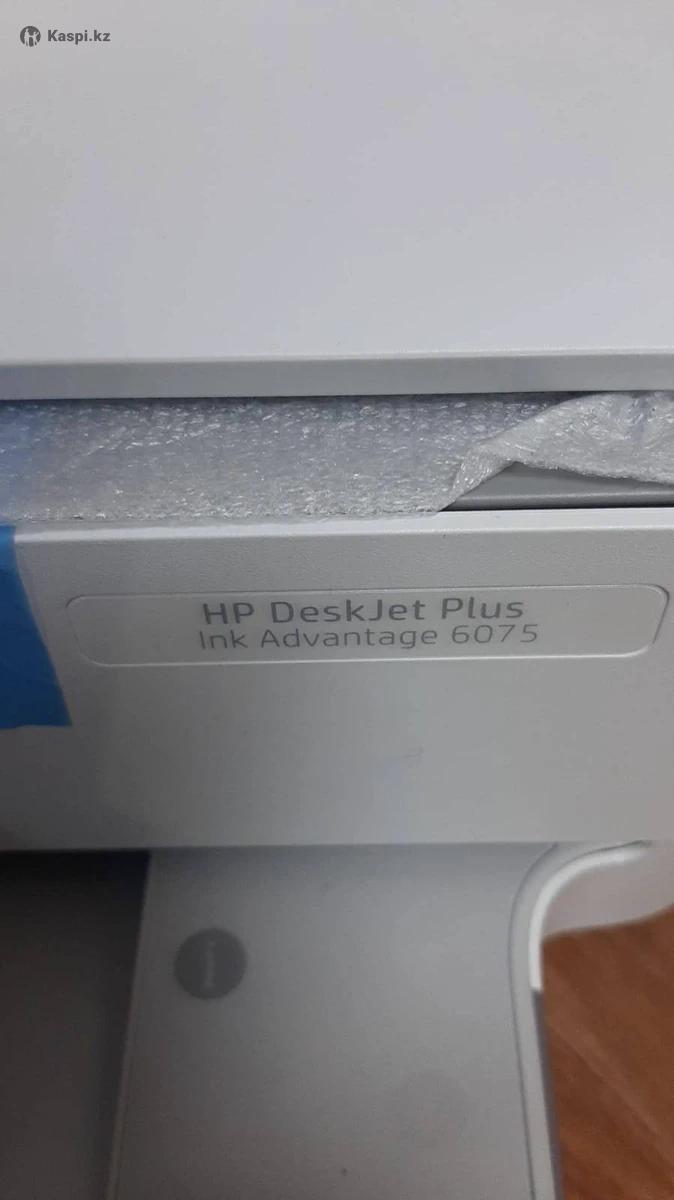 Kaspi.kz
HP DeskJet Plus
Ink Advantage 6075